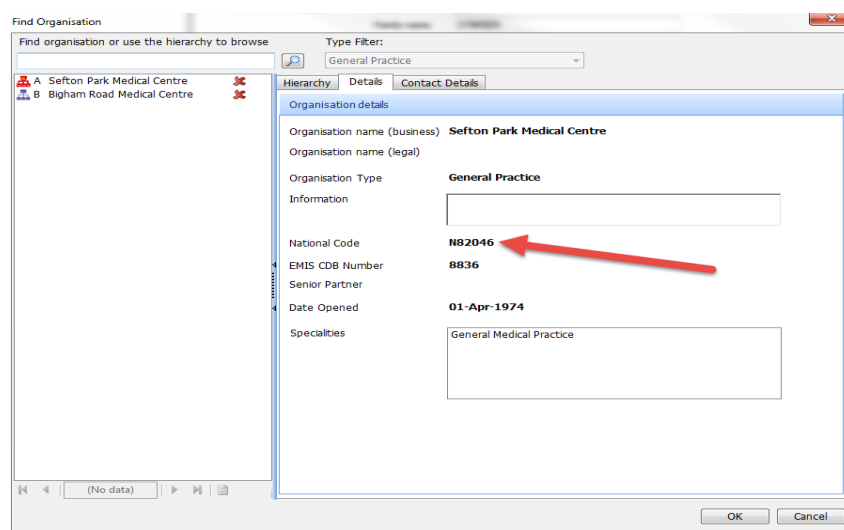 Find Organisation
Find organisation or use the hierarchy to browse
Type Filter:
General Practice
A Sefton Park Medical Centre
B Bigham Road Medical Centre
Hierarchy Details Contact Details
Organisation details
Organisation name (business) Sefton Park Medical Centre
Organisation name (legal)
Organisation Type General Practice
Information
National Code N82046
EMIS CDB Number 8836
Senior Partner
Date Opened 01-Apr-1974
Specialities General Medical Practice
(No data)
OK Cancel